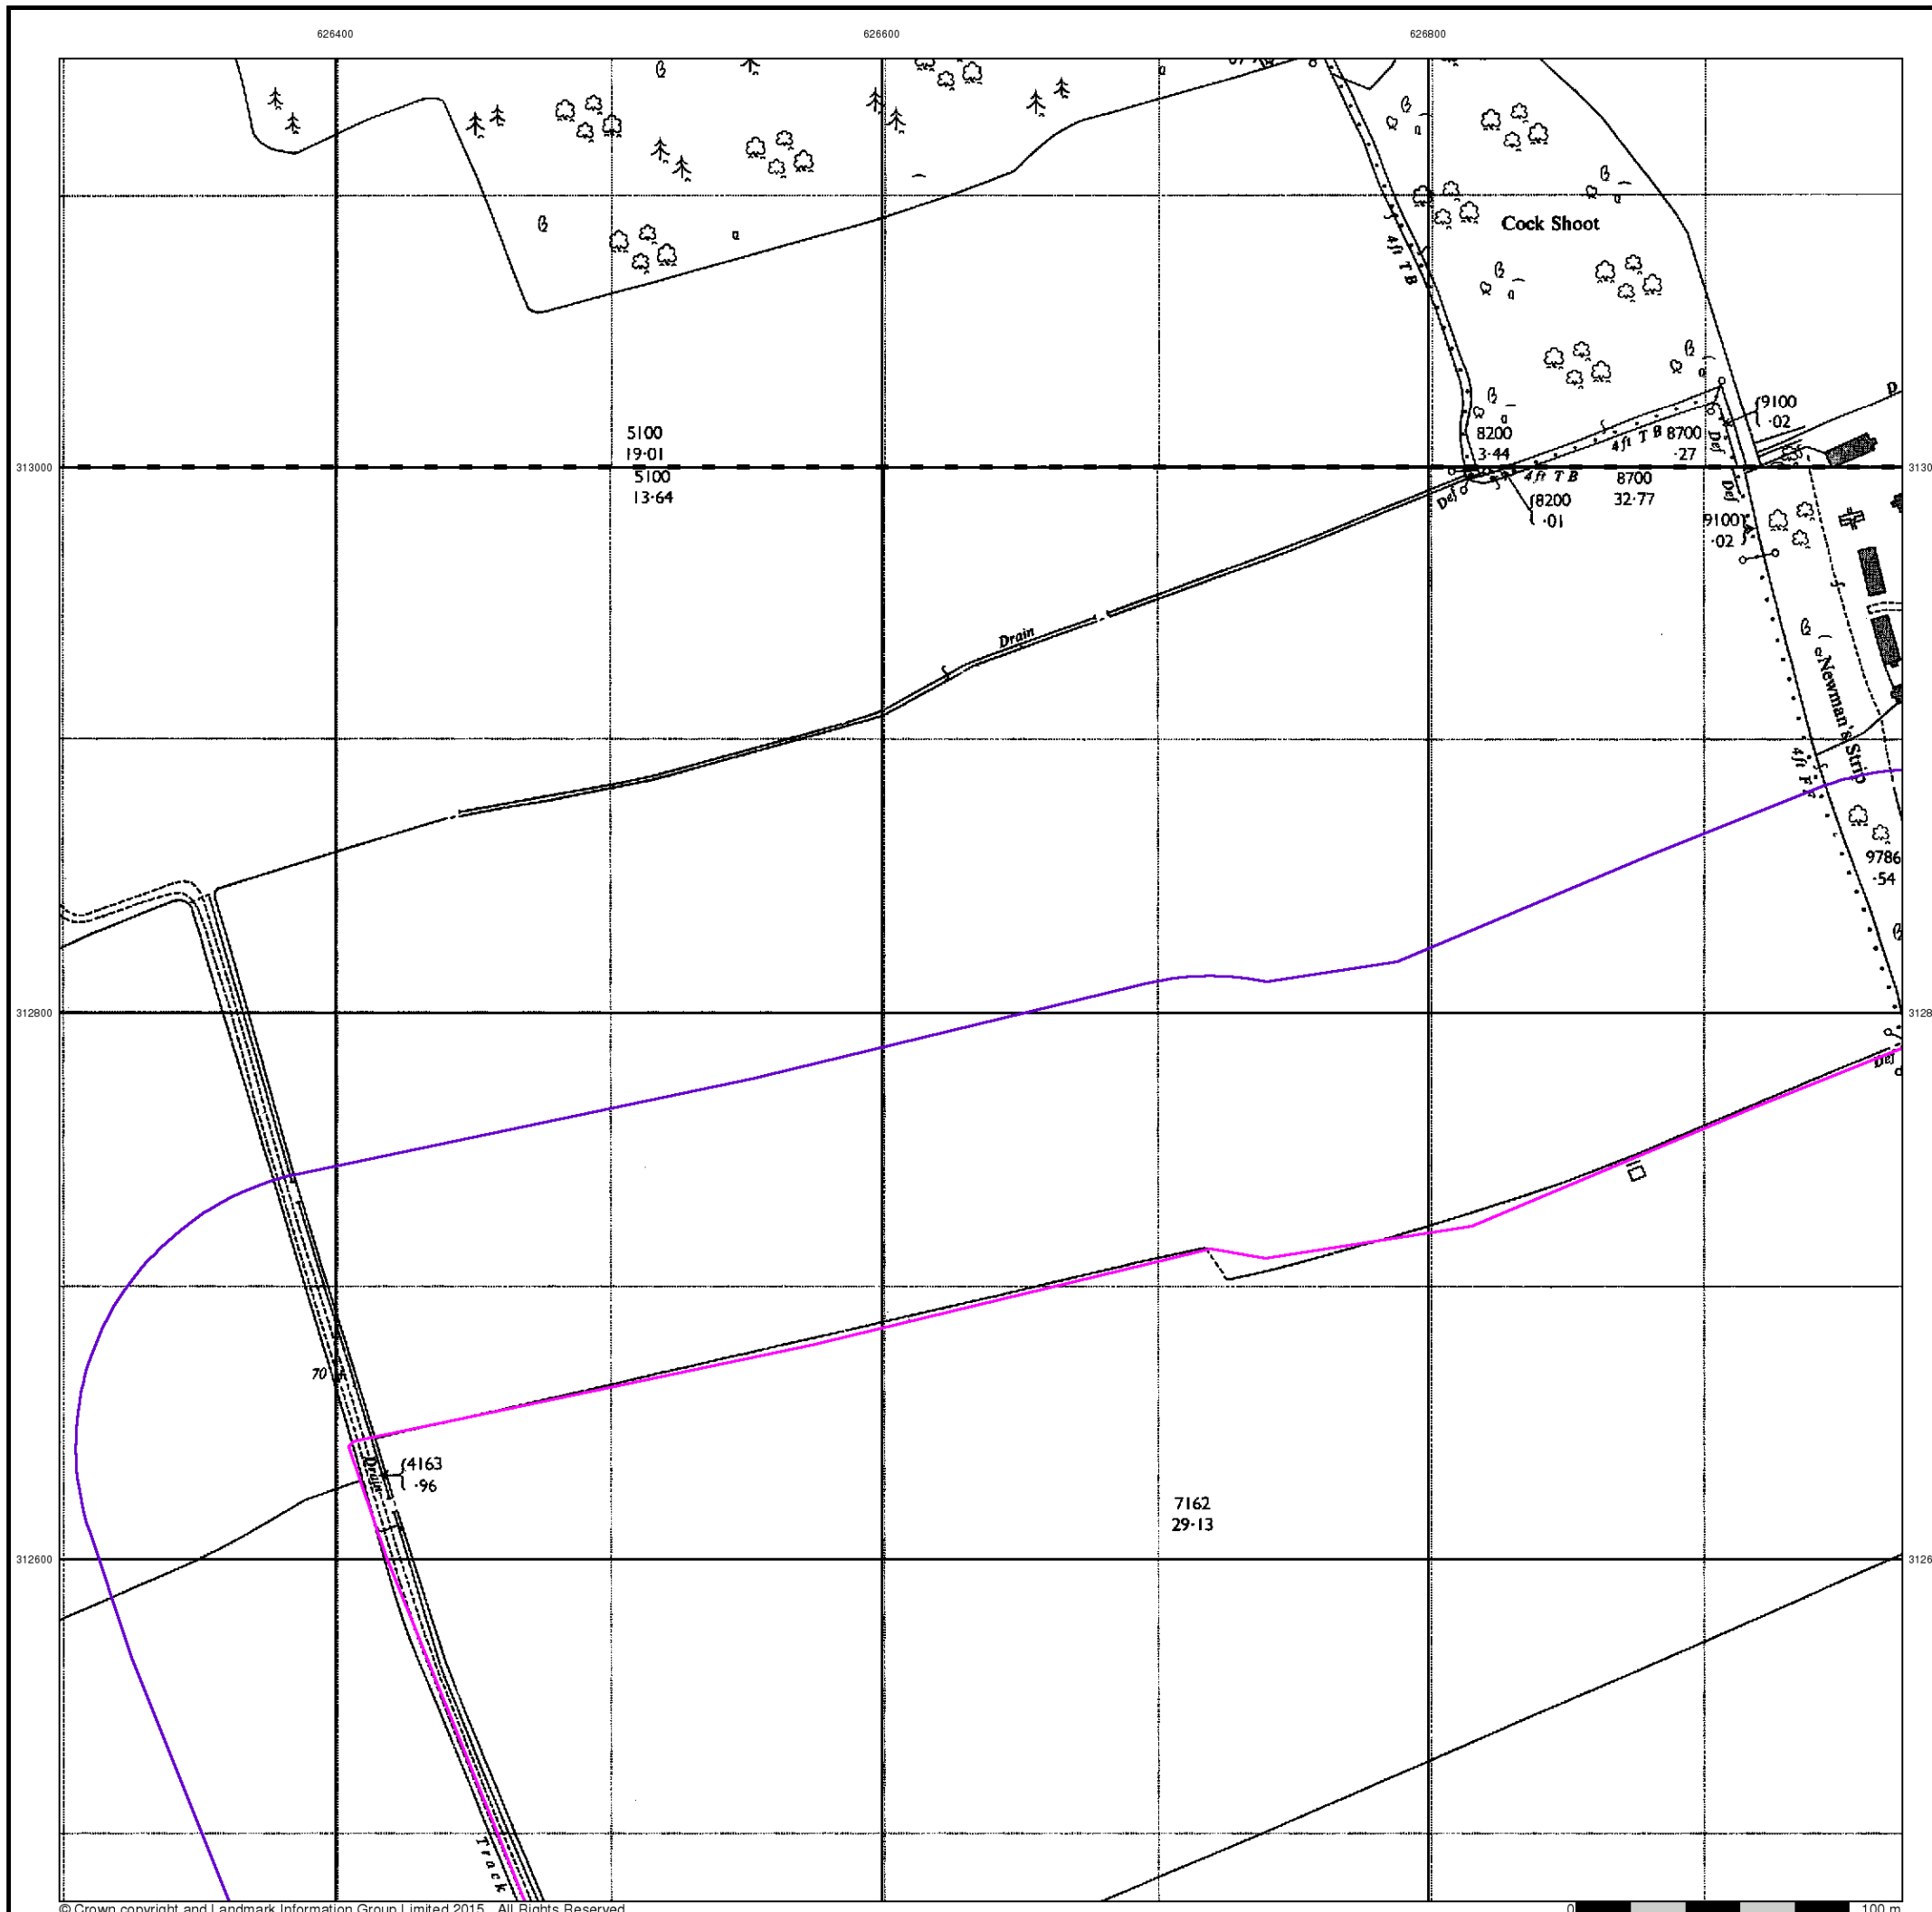 626400
626600
626800
Cock Shoot
4ft T B
9100
·02
5100
19·01
8200
3·44
4ft T B
8700
·27
Def
313000
5100
13·64
Def
4ft T B
8700
32·77
Def
8200
·01
9100
·02
Drain
Newman's Strip
4ft F F
9786
·54
312800
Def
70
Drain
4163
·96
7162
29·13
312600
Track
© Crown copyright and Landmark Information Group Limited 2015. All Rights Reserved.
0
100 m